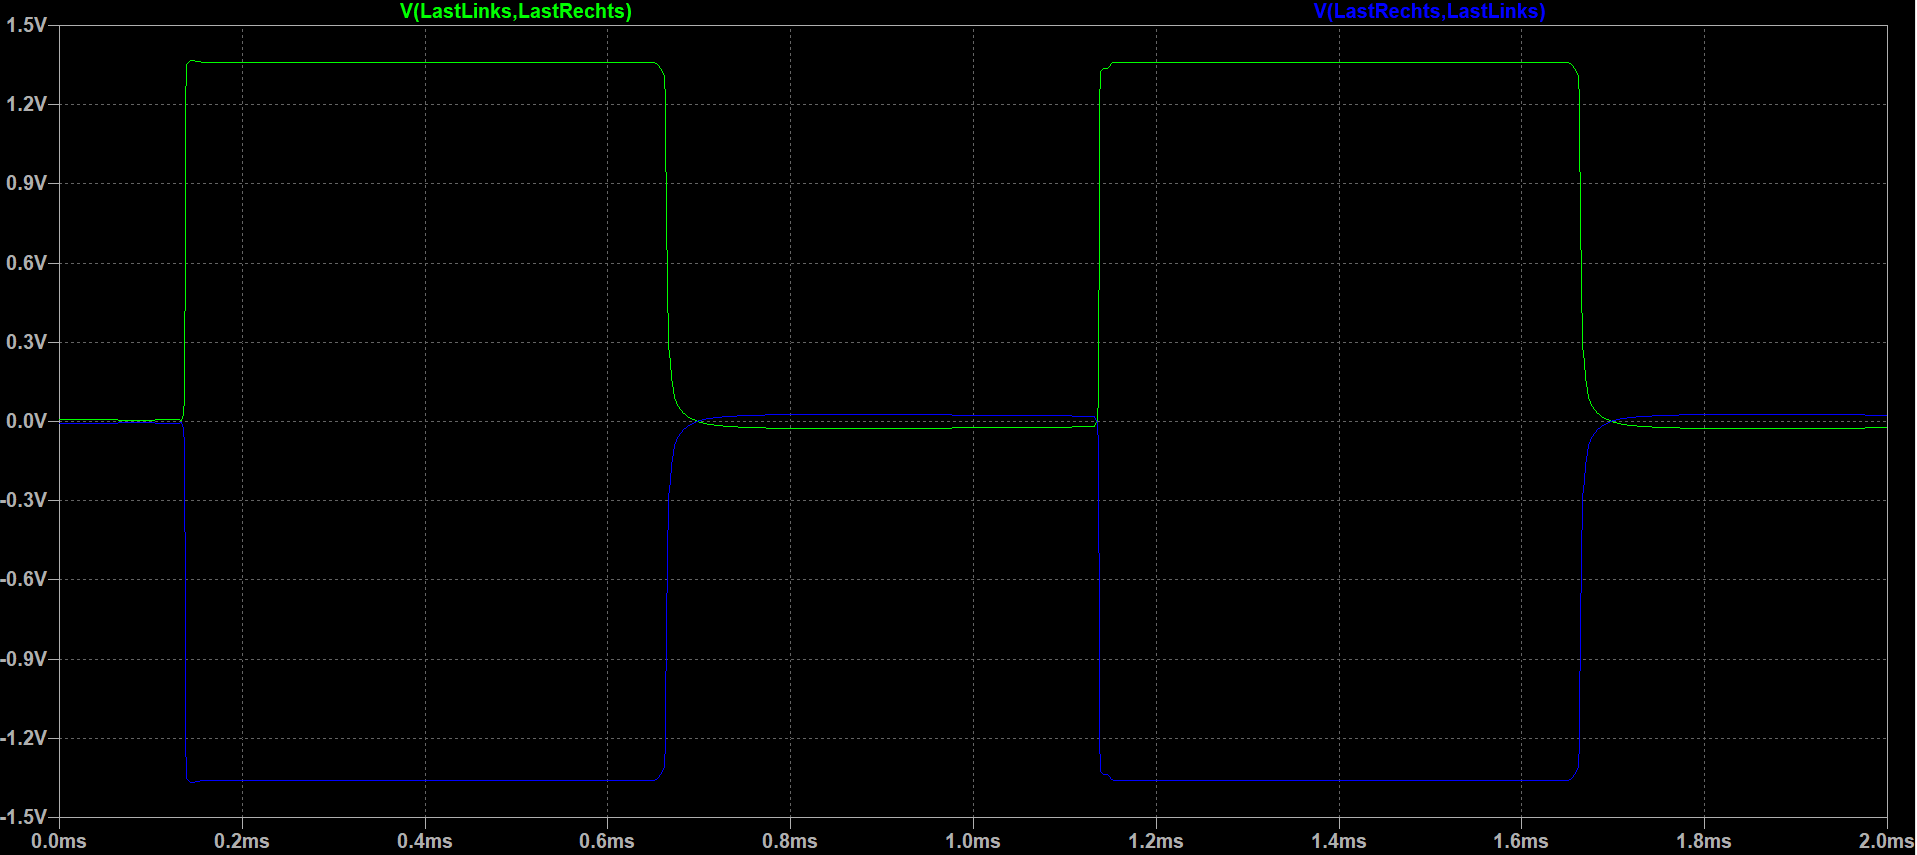 V(LastLinks,LastRechts) V(LastRechts,LastLinks)
1.5V
1.2V
0.9V
0.6V
0.3V
0.0V
-0.3V
-0.6V
-0.9V
-1.2V
-1.5V
0.0ms 0.2ms 0.4ms 0.6ms 0.8ms 1.0ms 1.2ms 1.4ms 1.6ms 1.8ms 2.0ms